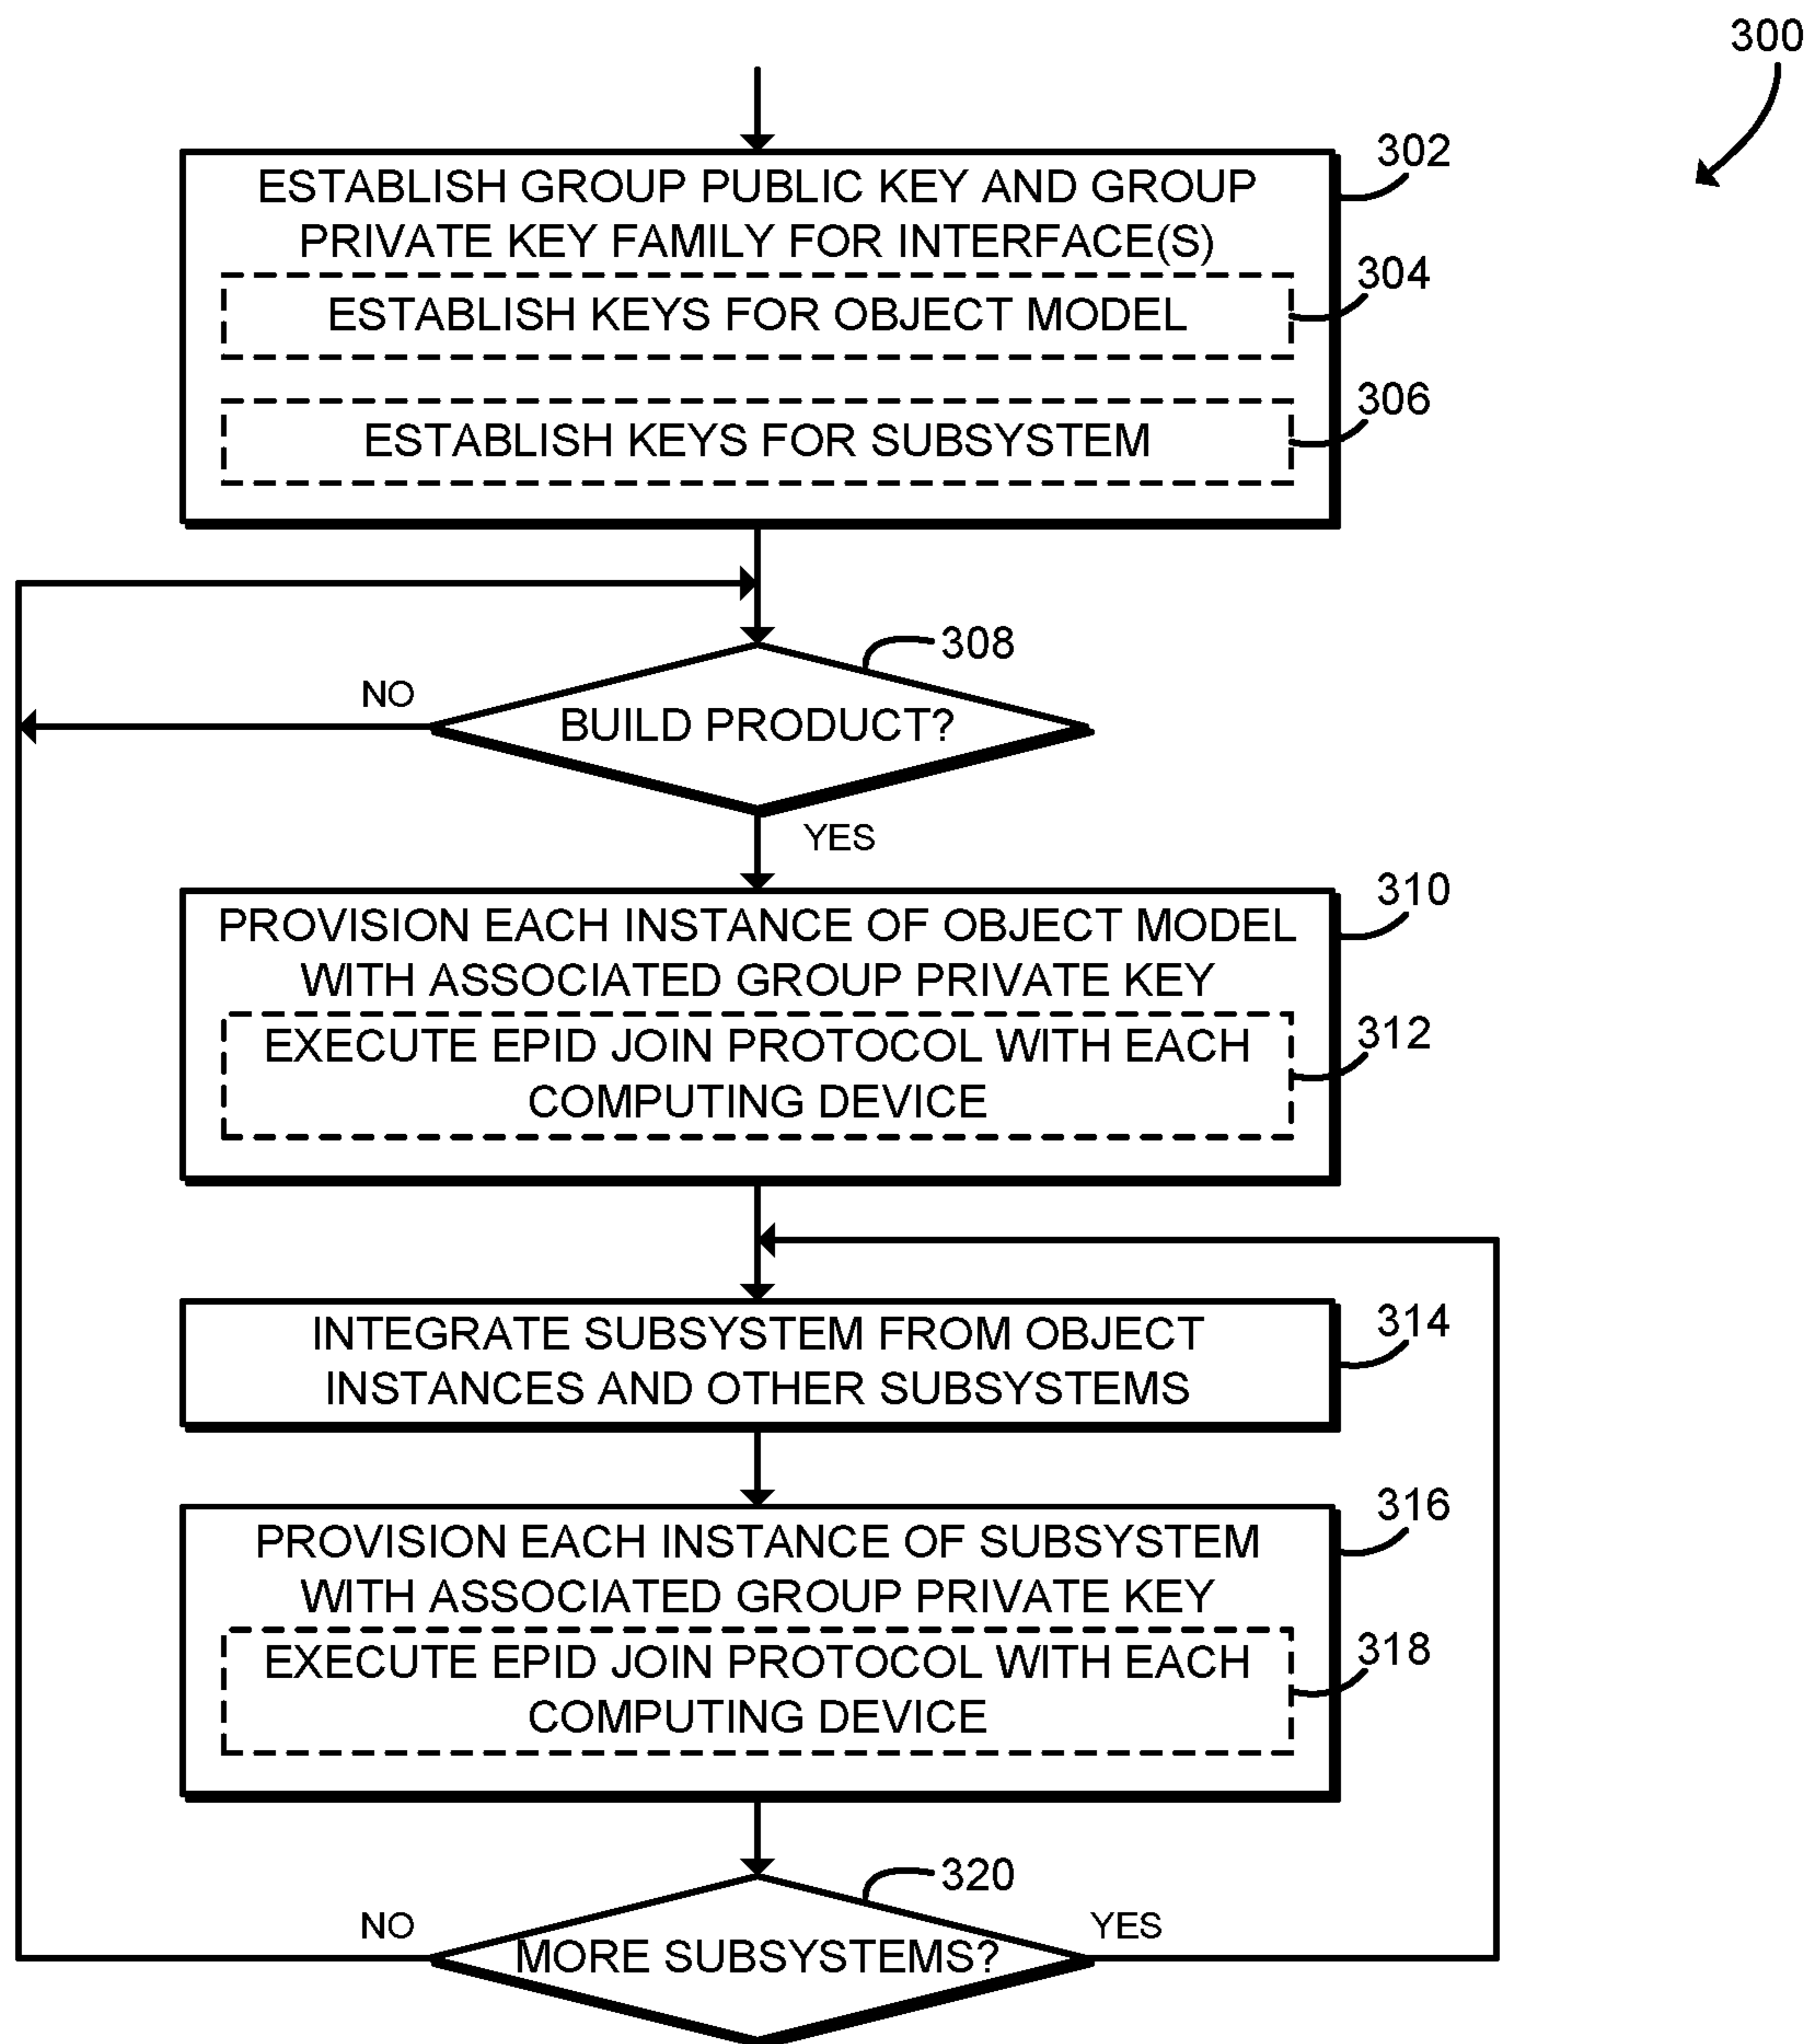 300
302
ESTABLISH GROUP PUBLIC KEY AND GROUP
PRIVATE KEY FAMILY FOR INTERFACE(S)
304
ESTABLISH KEYS FOR OBJECT MODEL
306
ESTABLISH KEYS FOR SUBSYSTEM
308
NO
BUILD PRODUCT?
YES
310
PROVISION EACH INSTANCE OF OBJECT MODEL
WITH ASSOCIATED GROUP PRIVATE KEY
312
EXECUTE EPID JOIN PROTOCOL WITH EACH
COMPUTING DEVICE
314
INTEGRATE SUBSYSTEM FROM OBJECT
INSTANCES AND OTHER SUBSYSTEMS
316
PROVISION EACH INSTANCE OF SUBSYSTEM
WITH ASSOCIATED GROUP PRIVATE KEY
318
EXECUTE EPID JOIN PROTOCOL WITH EACH
COMPUTING DEVICE
320
NO
YES
MORE SUBSYSTEMS?